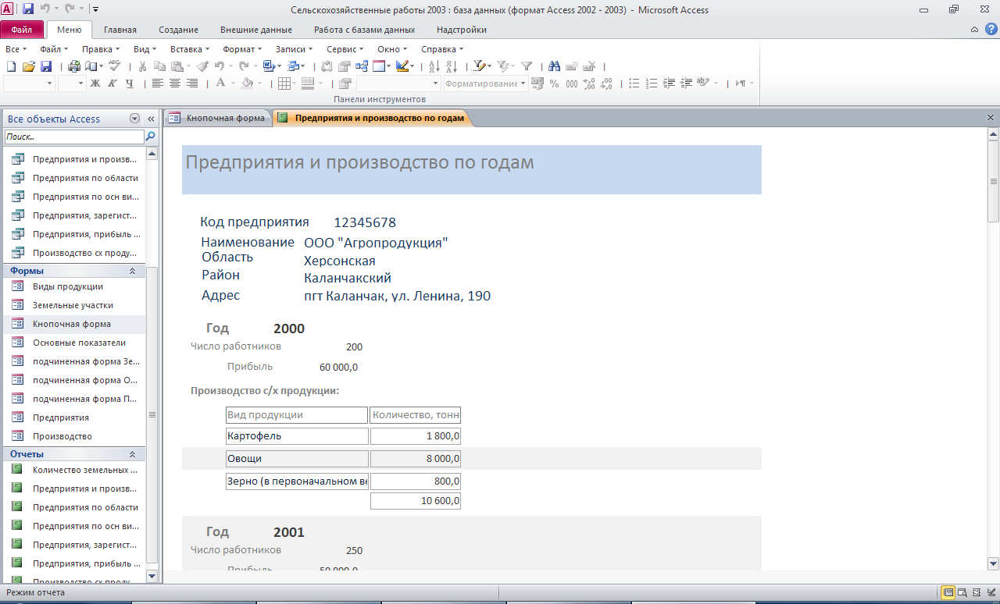 Сельскохозяйственные работы 2003 : база данных (формат Access 2002 - 2003) - Microsoft Access
Файл Меню Главная Создание Внешние данные Работа с базами данных Надстройки
Все Файл Правка Вид Вставка Формат Записи Сервис Окно Справка
Ж К Ч А Форматирование % 000
Панели инструментов
Все объекты Access «
Поиск...
Предприятия и произв...
Предприятия по области
Предприятия по осн ви...
Предприятия, зарегист...
Предприятия, прибыль ...
Производство сх проду...
Формы
Виды продукции
Земельные участки
Кнопочная форма
Основные показатели
подчиненная форма Зе...
подчиненная форма О...
подчиненная форма П...
Предприятия
Производство
Отчеты
Количество земельных ...
Предприятия и произв...
Предприятия по области
Предприятия по осн ви...
Предприятия, зарегист...
Предприятия, прибыль ...
Производство сх проду...
Кнопочная форма Предприятия и производство по годам
Предприятия и производство по годам
Код предприятия 12345678
Наименование ООО "Агропродукция"
Область Херсонская
Район Каланчакский
Адрес пгт Каланчак, ул. Ленина, 190
Год 2000
Число работников 200
Прибыль 60 000,0
Производство с/х продукции:
Вид продукции Количество, тонн
Картофель 1 800,0
Овощи 8 000,0
Зерно (в первоначальном ве 800,0
10 600,0
Год 2001
Число работников 250
Прибыль 50 000,0
Режим отчета